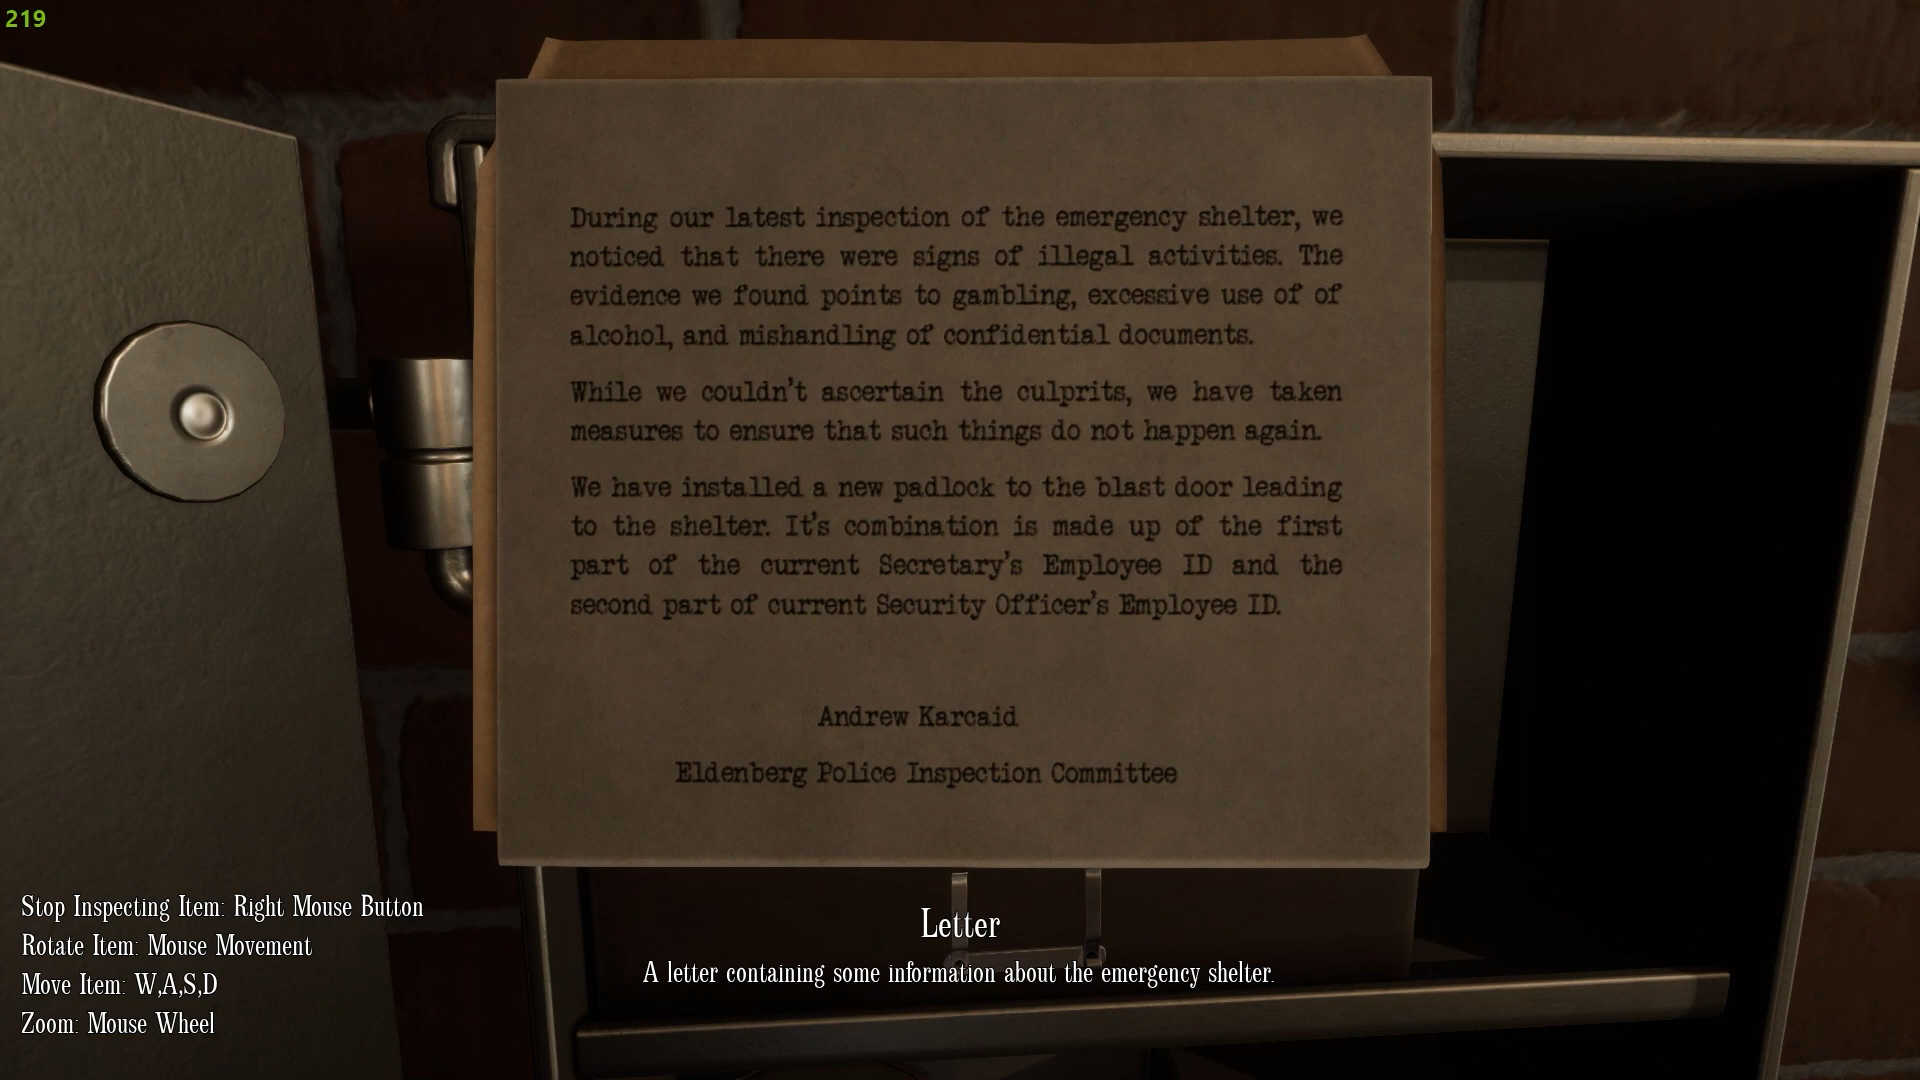 219
During our latest inspection of the emergency shelter, we
noticed that there were signs of illegal activities. The
evidence we found points to gambling, excessive use of of
alcohol, and mishandling of confidential documents.
While we couldn't ascertain the culprits, we have taken
measures to ensure that such things do not happen again.
We have installed a new padlock to the blast door leading
to the shelter. It's combination is made up of the first
part of the current Secretary's Employee ID and the
second part of current Security Officer's Employee ID.
Andrew Karcaid
Eldenberg Police Inspection Committee
Stop Inspecting Item: Right Mouse Button
Rotate Item: Mouse Movement
Move Item: W,A,S,D
Zoom: Mouse Wheel
Letter
A letter containing some information about the emergency shelter.